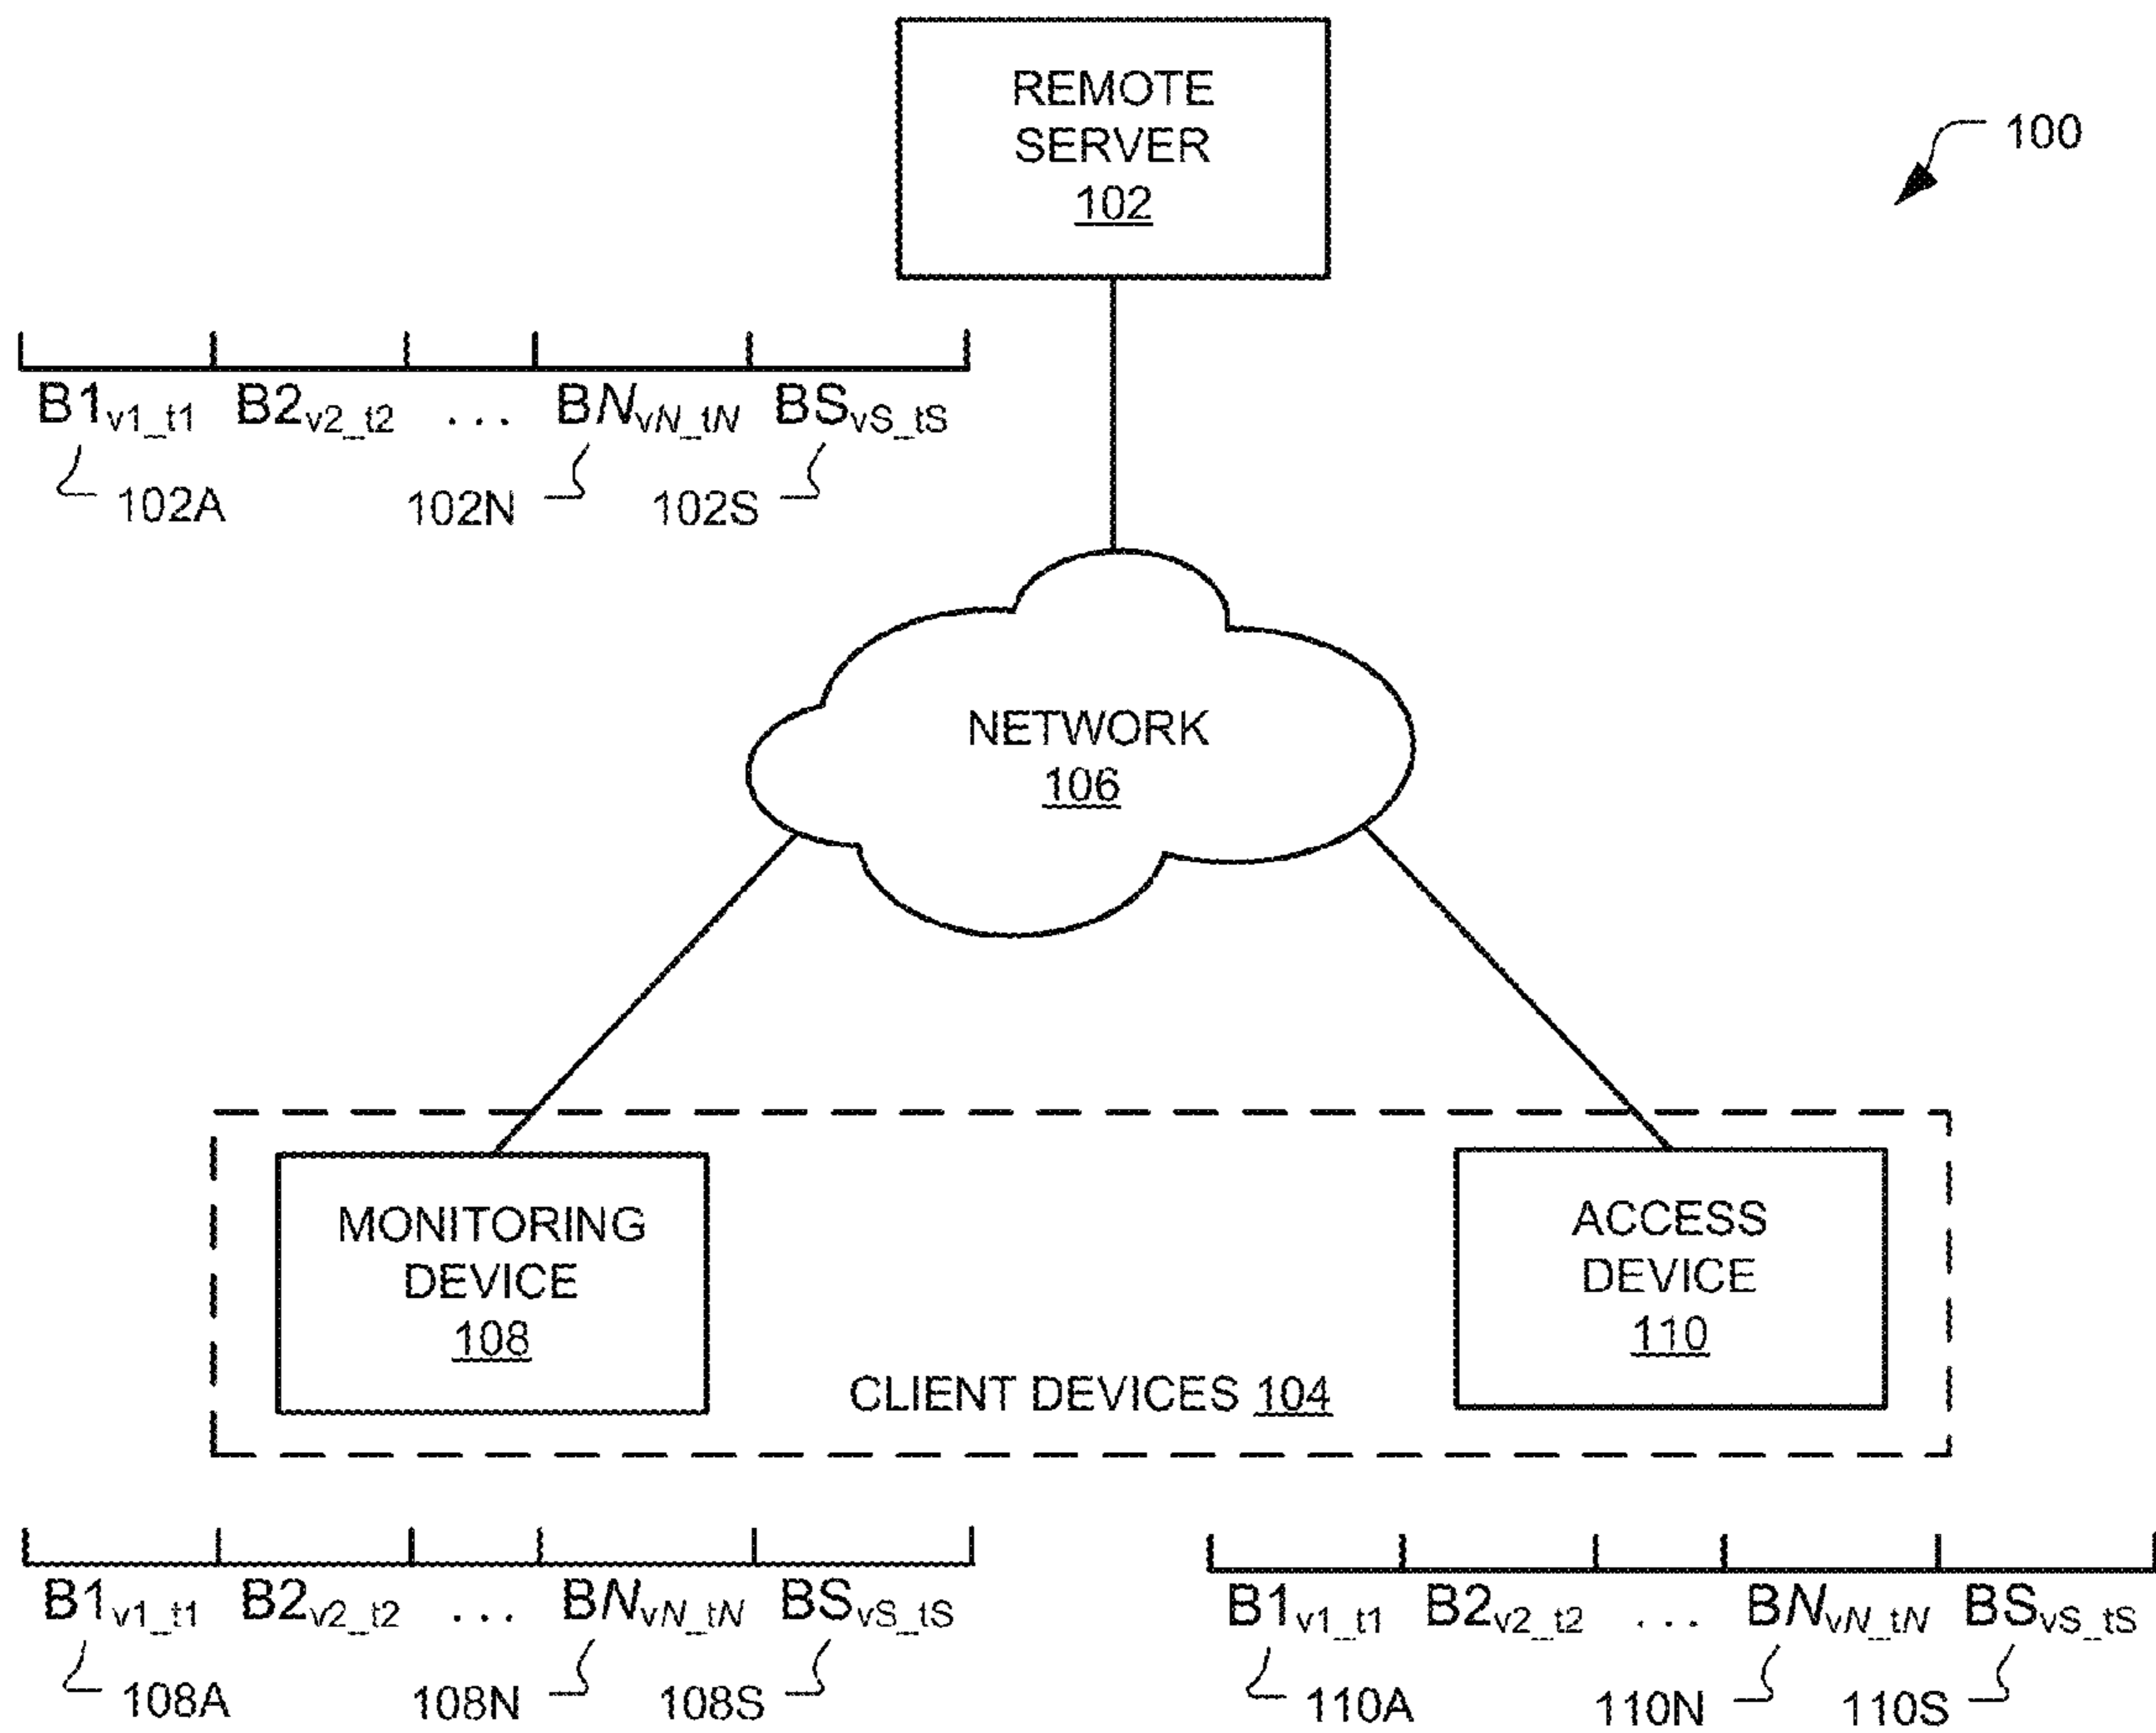 REMOTE
SERVER
102
100
B1v1_t1 B2v2_t2 ... BNvN_tN BSvS_tS
102A 102N 102S
NETWORK
106
MONITORING
DEVICE
108
ACCESS
DEVICE
110
CLIENT DEVICES 104
B1v1_t1 B2v2_t2 ... BNvN_tN BSvS_tS
108A 108N 108S
B1v1_t1 B2v2_t2 ... BNvN_tN BSvS_tS
110A 110N 110S